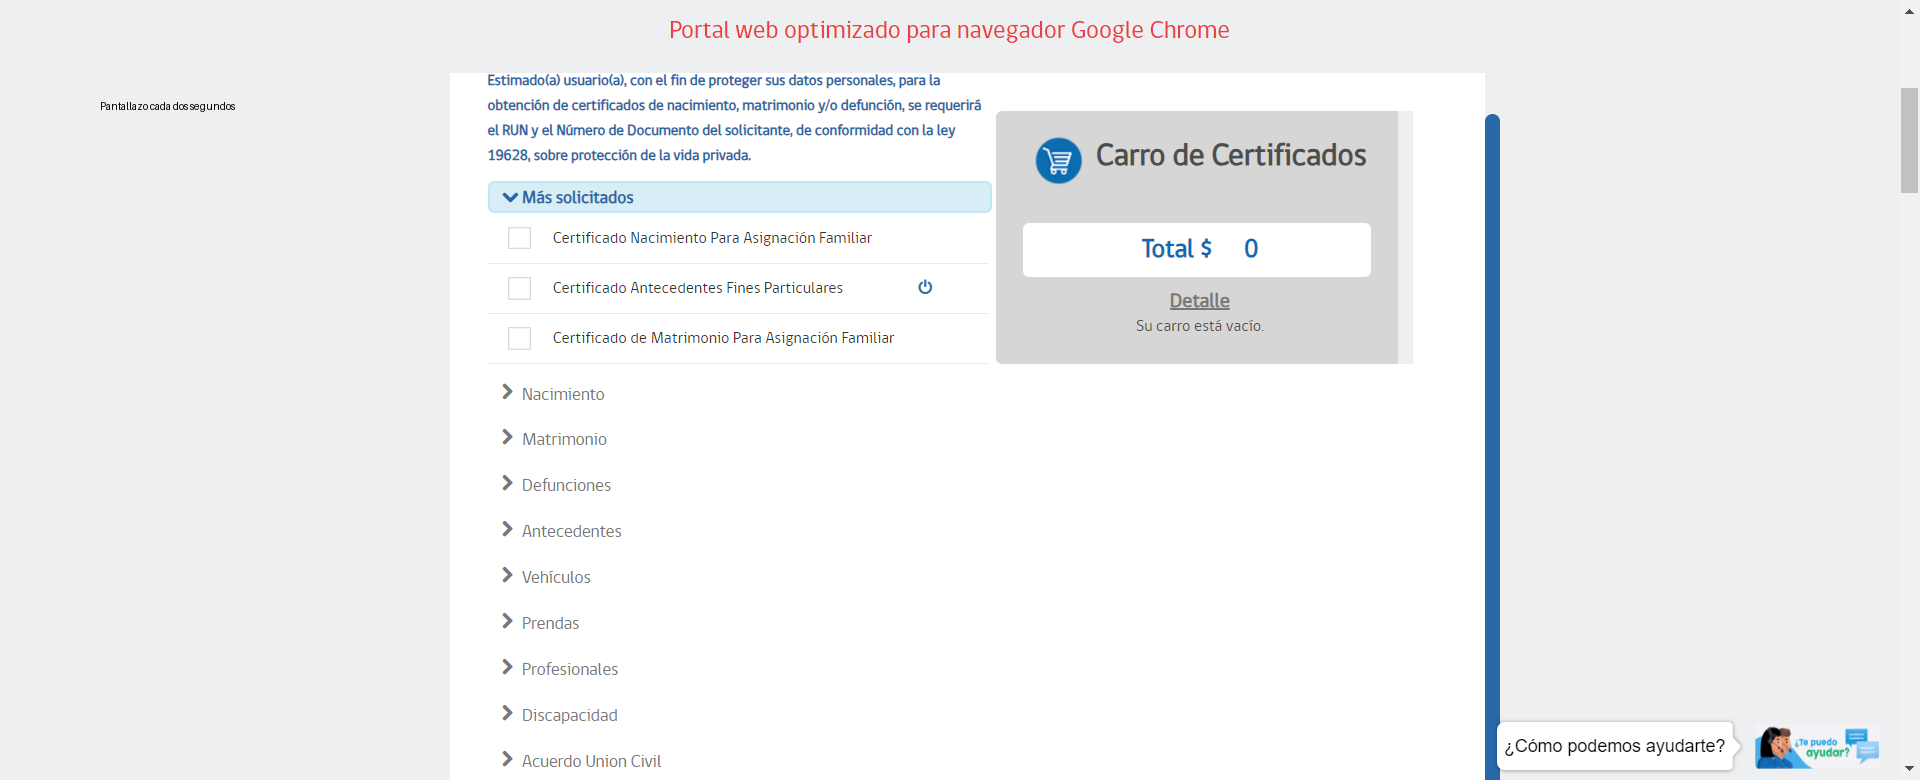 Portal web optimizado para navegador Google Chrome
Pantallazo cada dos segundos
Estimado(a) usuario(a), con el fin de proteger sus datos personales, para la
obtención de certificados de nacimiento, matrimonio y/o defunción, se requerirá
el RUN y el Número de Documento del solicitante, de conformidad con la ley
19628, sobre protección de la vida privada.
Más solicitados
Certificado Nacimiento Para Asignación Familiar
Certificado Antecedentes Fines Particulares
Certificado de Matrimonio Para Asignación Familiar
Nacimiento
Matrimonio
Defunciones
Antecedentes
Vehículos
Prendas
Profesionales
Discapacidad
Acuerdo Union Civil
Carro de Certificados
Total $ 0
Detalle
Su carro está vacío.
¿Cómo podemos ayudarte?
¿Te puedo
ayudar?